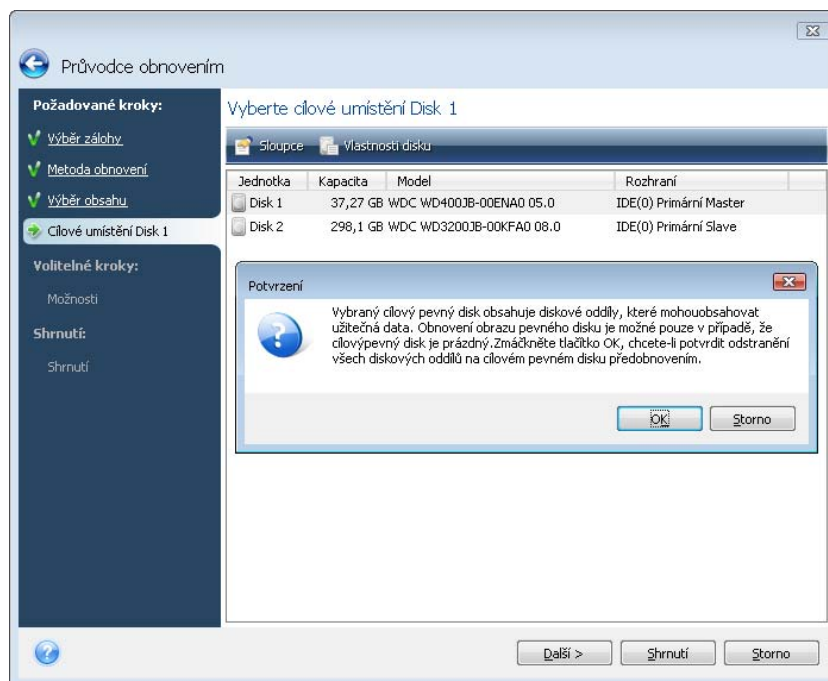 Průvodce obnovením
Požadované kroky:
Výběr zálohy
Metoda obnovení
Výběr obsahu
Cílové umístění Disk 1
Volitelné kroky:
Možnosti
Shrnutí:
Shrnutí
Vyberte cílové umístění Disk 1
Sloupce Vlastnosti disku
Jednotka Kapacita Model Rozhraní
Disk 1 37,27 GB WDC WD400JB-00ENA0 05.0 IDE(0) Primární Master
Disk 2 298,1 GB WDC WD3200JB-00KFA0 08.0 IDE(0) Primární Slave
Potvrzení
Vybraný cílový pevný disk obsahuje diskové oddíly, které mohouobsahovat
užitečná data. Obnovení obrazu pevného disku je možné pouze v případě, že
cílovýpevný disk je prázdný.Zmáčkněte tlačítko OK, chcete-li potvrdit odstranění
všech diskových oddílů na cílovém pevném disku předobnovením.
OK Storno
Další > Shrnutí Storno